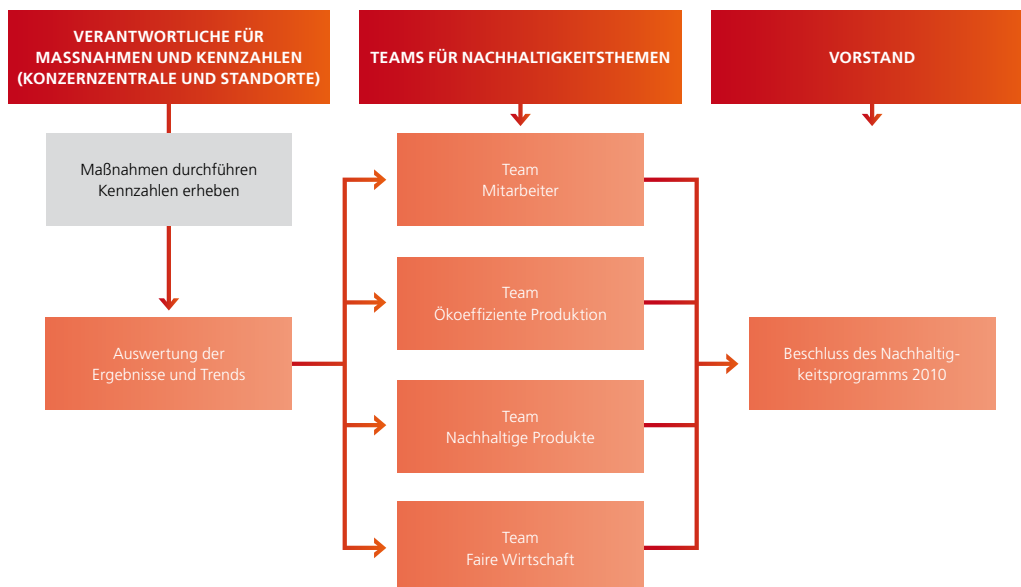 VERANTWORTLICHE FÜR
MASSNAHMEN UND KENNZAHLEN
(KONZERNZENTRALE UND STANDORTE)
Maßnahmen durchführen
Kennzahlen erheben
Auswertung der
Ergebnisse und Trends
TEAMS FÜR NACHHALTIGKEITSTHEMEN
Team
Mitarbeiter
Team
Ökoeffiziente Produktion
Team
Nachhaltige Produkte
Team
Faire Wirtschaft
VORSTAND
Beschluss des Nachhaltig-
keitsprogramms 2010